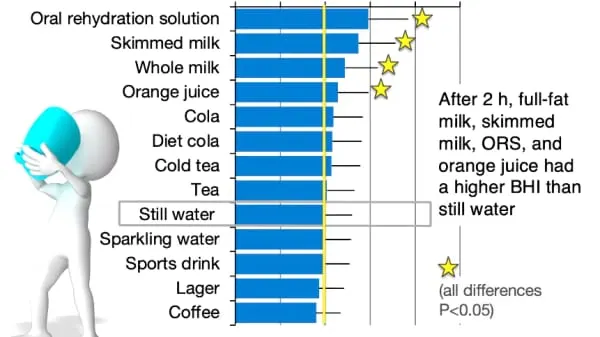 Oral rehydration solution
Skimmed milk
Whole milk
Orange juice
Cola
Diet cola
Cold tea
Tea
Still water
Sparkling water
Sports drink
Lager
Coffee
After 2 h, full-fat
milk, skimmed
milk, ORS, and
orange juice had
a higher BHI than
still water
(all differences
P<0.05)